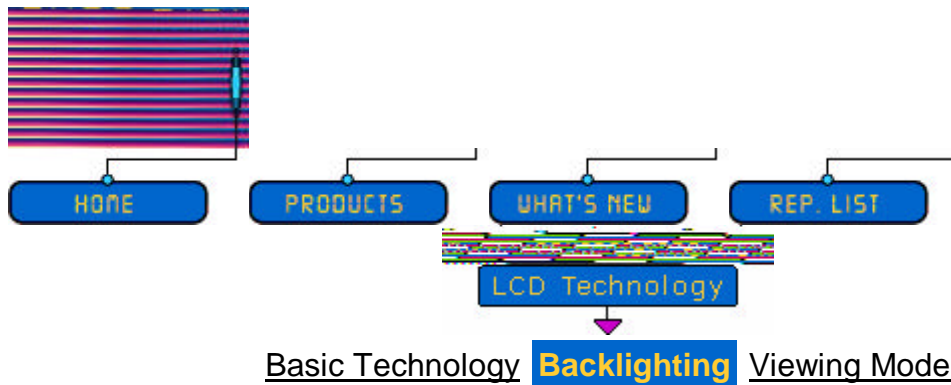 HOME PRODUCTS WHAT'S NEW REP. LIST
LCD Technology
Basic Technology Backlighting Viewing Mode